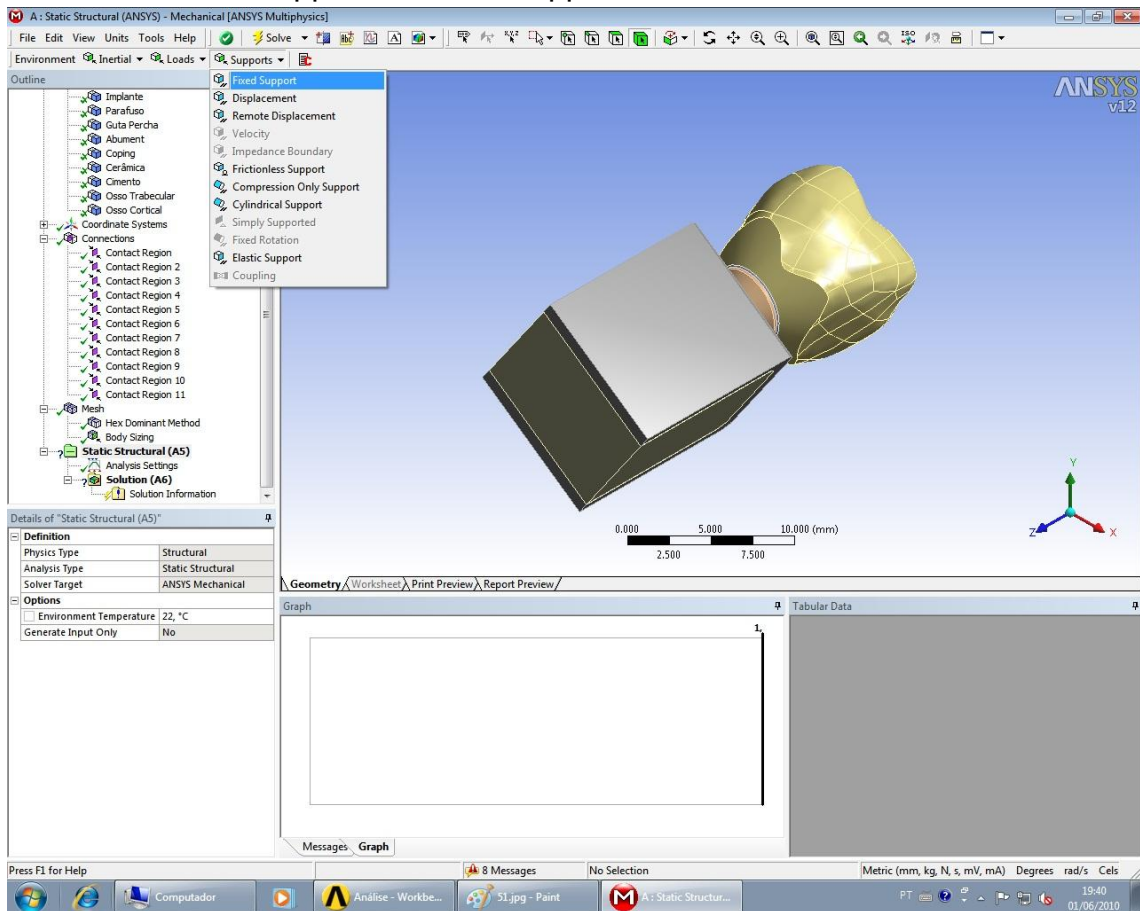 A : Static Structural (ANSYS) - Mechanical [ANSYS Multiphysics]
File Edit View Units Tools Help Solve
Environment Inertial Loads Supports
Outline
Fixed Support
Displacement
Remote Displacement
Velocity
Impedance Boundary
Frictionless Support
Compression Only Support
Cylindrical Support
Simply Supported
Fixed Rotation
Elastic Support
Coupling
Implante
Parafuso
Guta Percha
Abument
Coping
Cerâmica
Cimento
Osso Trabecular
Osso Cortical
Coordinate Systems
Connections
Contact Region
Contact Region 2
Contact Region 3
Contact Region 4
Contact Region 5
Contact Region 6
Contact Region 7
Contact Region 8
Contact Region 9
Contact Region 10
Contact Region 11
Mesh
Hex Dominant Method
Body Sizing
Static Structural (A5)
Analysis Settings
Solution (A6)
Solution Information
ANSYS
v12
Y
Z
X
0.000 5.000 10.000 (mm)
2.500 7.500
Geometry Worksheet Print Preview Report Preview
Details of "Static Structural (A5)"
Definition
Physics Type Structural
Analysis Type Static Structural
Solver Target ANSYS Mechanical
Options
Environment Temperature 22, °C
Generate Input Only No
Graph
1,
Tabular Data
Messages Graph
Press F1 for Help 8 Messages No Selection Metric (mm, kg, N, s, mV, mA) Degrees rad/s Cels
Computador Análise - Workbe... 51.jpg - Paint A : Static Structur... PT 19:40
01/06/2010